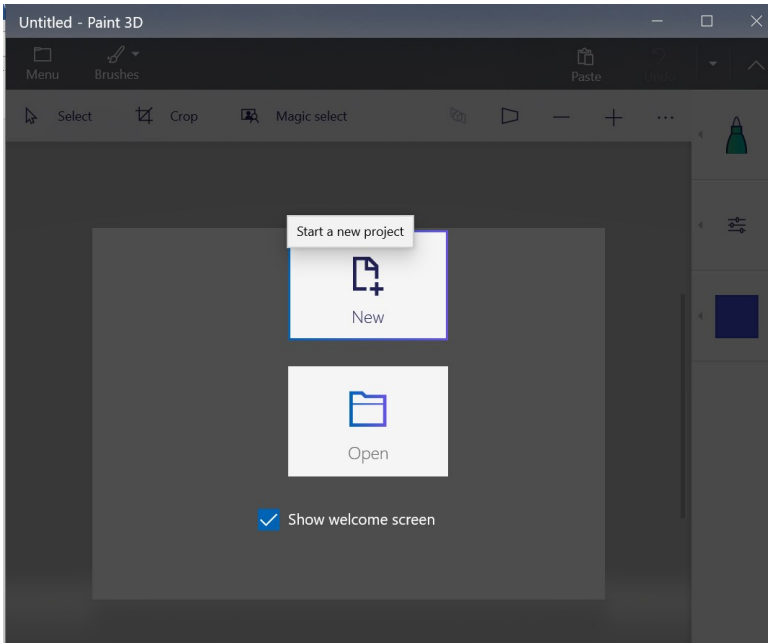 Untitled - Paint 3D
Menu
Brushes
Paste
Undo
Select
Crop
Magic select
Start a new project
New
Open
Show welcome screen